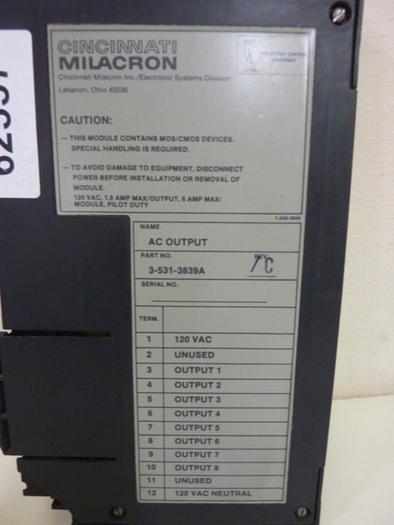 CINCINNATI
MILACRON
Cincinnati Milacron Inc./Electronic Systems Division
Lebanon, Ohio 45036
CAUTION:
— THIS MODULE CONTAINS MOS/CMOS DEVICES.
SPECIAL HANDLING IS REQUIRED.
— TO AVOID DAMAGE TO EQUIPMENT, DISCONNECT
POWER BEFORE INSTALLATION OR REMOVAL OF
MODULE.
120 VAC, 1.5 AMP MAX/OUTPUT, 6 AMP MAX/
MODULE, PILOT DUTY
NAME
AC OUTPUT
PART NO.
3-531-3839A
SERIAL NO.
TERM.
1 120 VAC
2 UNUSED
3 OUTPUT 1
4 OUTPUT 2
5 OUTPUT 3
6 OUTPUT 4
7 OUTPUT 5
8 OUTPUT 6
9 OUTPUT 7
10 OUTPUT 8
11 UNUSED
12 120 VAC NEUTRAL